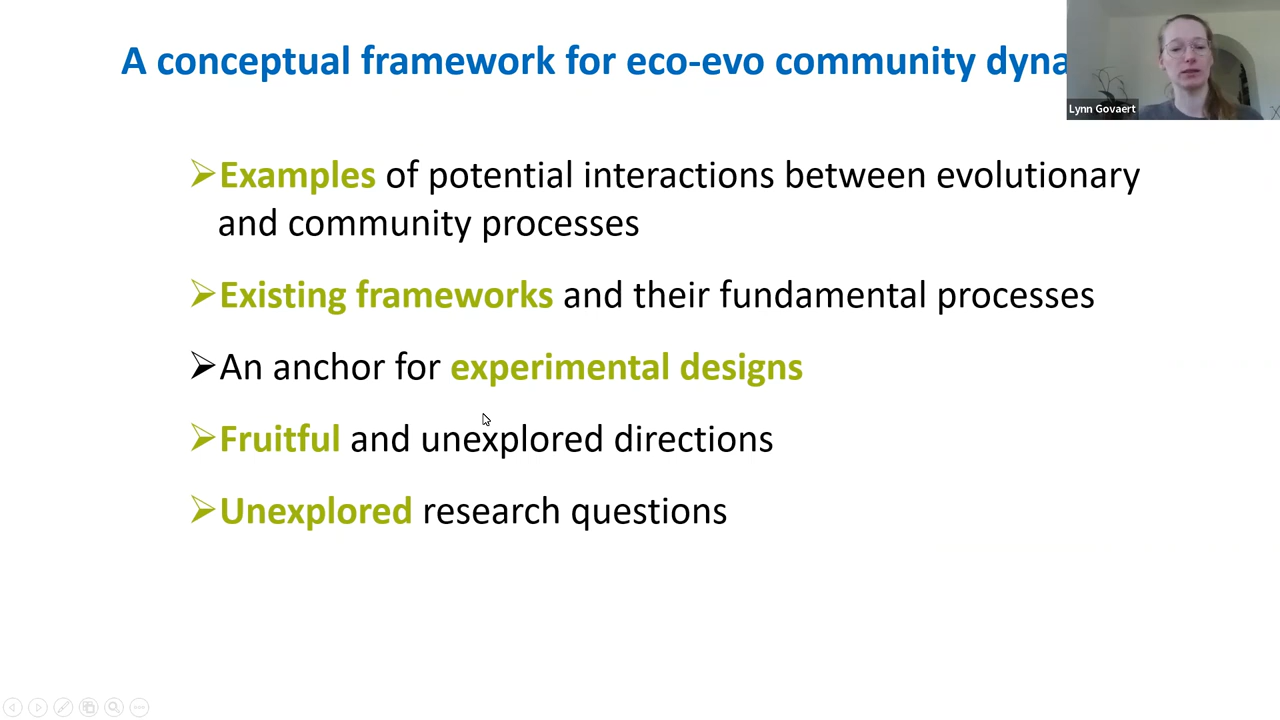 A conceptual framework for eco-evo community dyna
Lynn Govaert
➢Examples of potential interactions between evolutionary
and community processes
➢Existing frameworks and their fundamental processes
➢An anchor for experimental designs
➢Fruitful and unexplored directions
➢Unexplored research questions